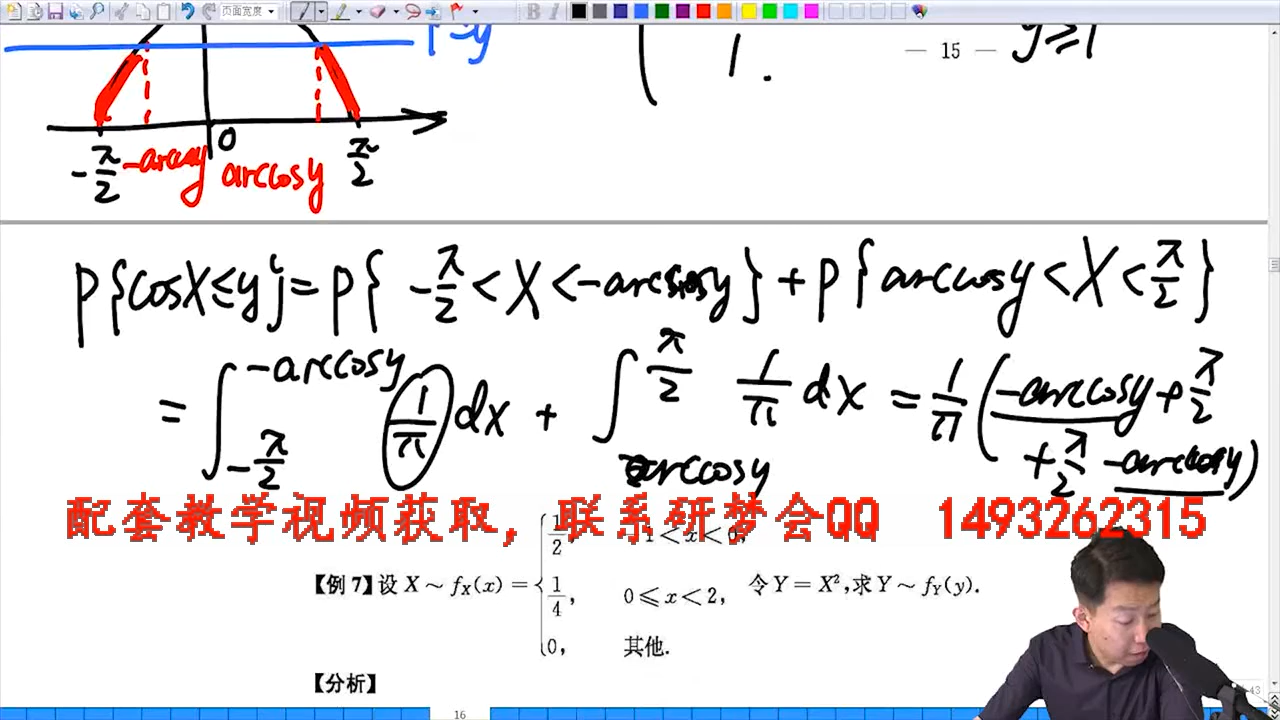 页面宽度
1 y
1.
— 15 —
y≥1
0
-π/2 -arccosy arccosy π/2
P{cosX≤y}=P{-π/2<X<-arccosy}+P{arccosy<X<π/2}
=∫_{-π/2}^{-arccosy} 1/π dx + ∫_{arccosy}^{π/2} 1/π dx = 1/π(-arccosy+π/2
+π/2-arccosy)
配套教学视频获取，联系研梦会QQ 1493262315
1/2, 1<x<0,
【例 7】设 X ~ f_X(x) = 1/4, 0≤x<2, 令 Y = X²,求 Y ~ f_Y(y).
0, 其他.
【分析】
16